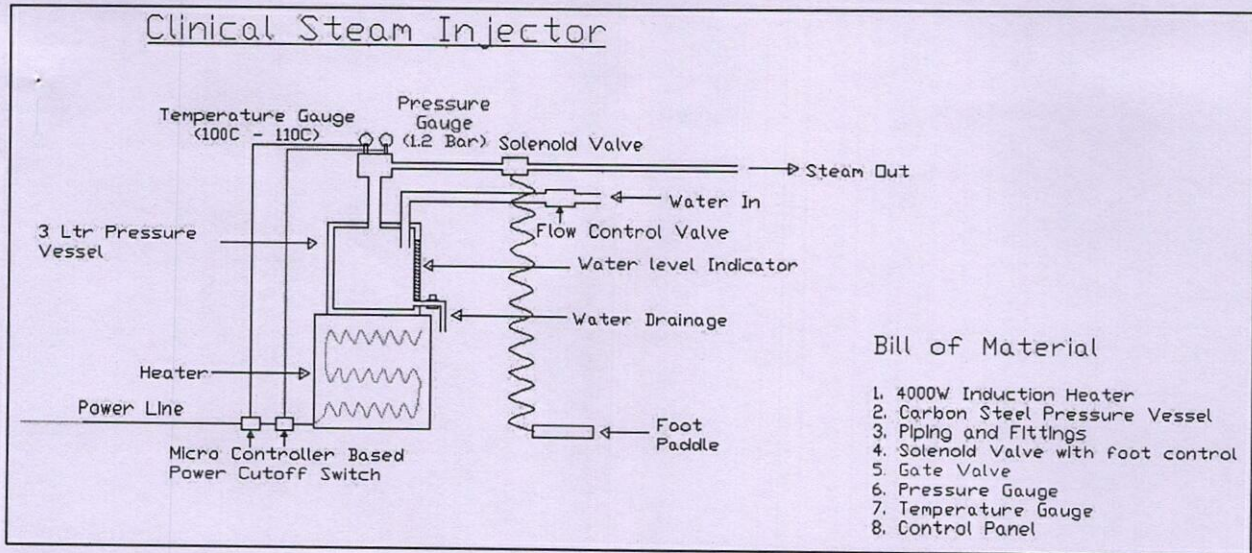 Clinical Steam Injector
Temperature Gauge
(100C - 110C)
Pressure
Gauge
(1.2 Bar)
Solenoid Valve
Steam Out
Water In
Flow Control Valve
3 Ltr Pressure
Vessel
Water level Indicator
Water Drainage
Heater
Power Line
Micro Controller Based
Power Cutoff Switch
Foot
Paddle
Bill of Material
1. 4000W Induction Heater
2. Carbon Steel Pressure Vessel
3. Piping and Fittings
4. Solenoid Valve with foot control
5. Gate Valve
6. Pressure Gauge
7. Temperature Gauge
8. Control Panel